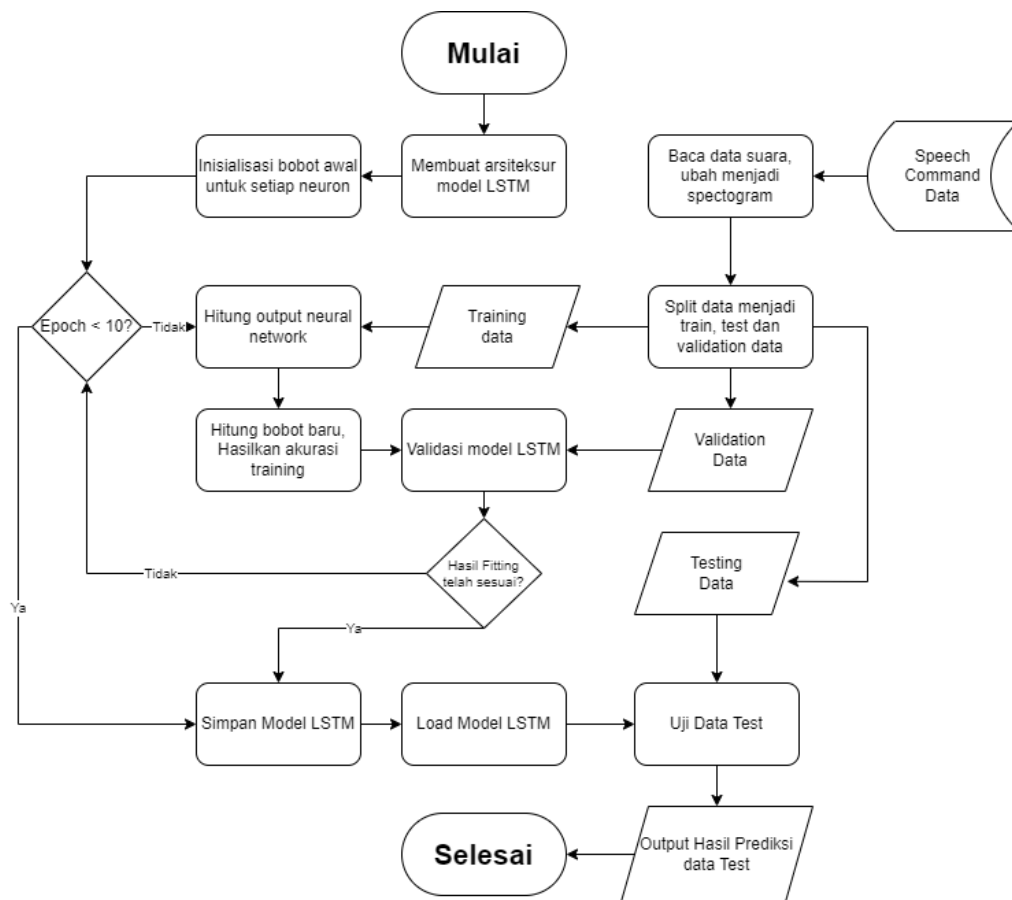 Mulai
Inisialisasi bobot awal
untuk setiap neuron
Membuat arsiteksur
model LSTM
Baca data suara,
ubah menjadi
spectogram
Speech
Command
Data
Epoch < 10?
Tidak
Hitung output neural
network
Training
data
Split data menjadi
train, test dan
validation data
Hitung bobot baru,
Hasilkan akurasi
training
Validasi model LSTM
Validation
Data
Hasil Fitting
telah sesuai?
Tidak
Testing
Data
Ya
Ya
Simpan Model LSTM
Load Model LSTM
Uji Data Test
Selesai
Output Hasil Prediksi
data Test